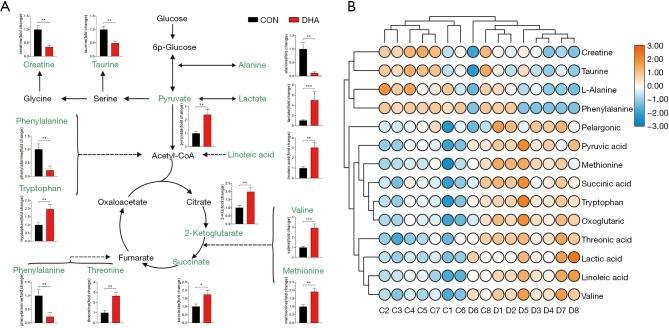 A
Glucose
CON
DHA
creatine(fold change)
taurine(fold change)
**
**
6p-Glucose
alanine(fold change)
**
Creatine
Taurine
Alanine
Glycine
Serine
Pyruvate
Lactate
lactate(fold change)
***
Phenylalanine
pyruvate(fold change)
**
phenylalanine(fold change)
**
Acetyl-CoA
Linoleic acid
linoleic acid(fold change)
**
Tryptophan
tryptophan(fold change)
**
Oxaloacetate
Citrate
2-KG(fold change)
**
2-Ketoglutarate
Valine
valine(fold change)
***
Fumarate
Succinate
Phenylalanine
Threonine
Methionine
phenylalanine(fold change)
**
threonine(fold change)
**
succinate(fold change)
*
methionine(fold change)
**
B
3.00
2.00
1.00
0.00
−1.00
−2.00
−3.00
Creatine
Taurine
L-Alanine
Phenylalanine
Pelargonic
Pyruvic acid
Methionine
Succinic acid
Tryptophan
Oxoglutaric
Threonic acid
Lactic acid
Linoleic acid
Valine
C2 C3 C4 C5 C7 C1 C6 D6 C8 D1 D2 D5 D3 D4 D7 D8